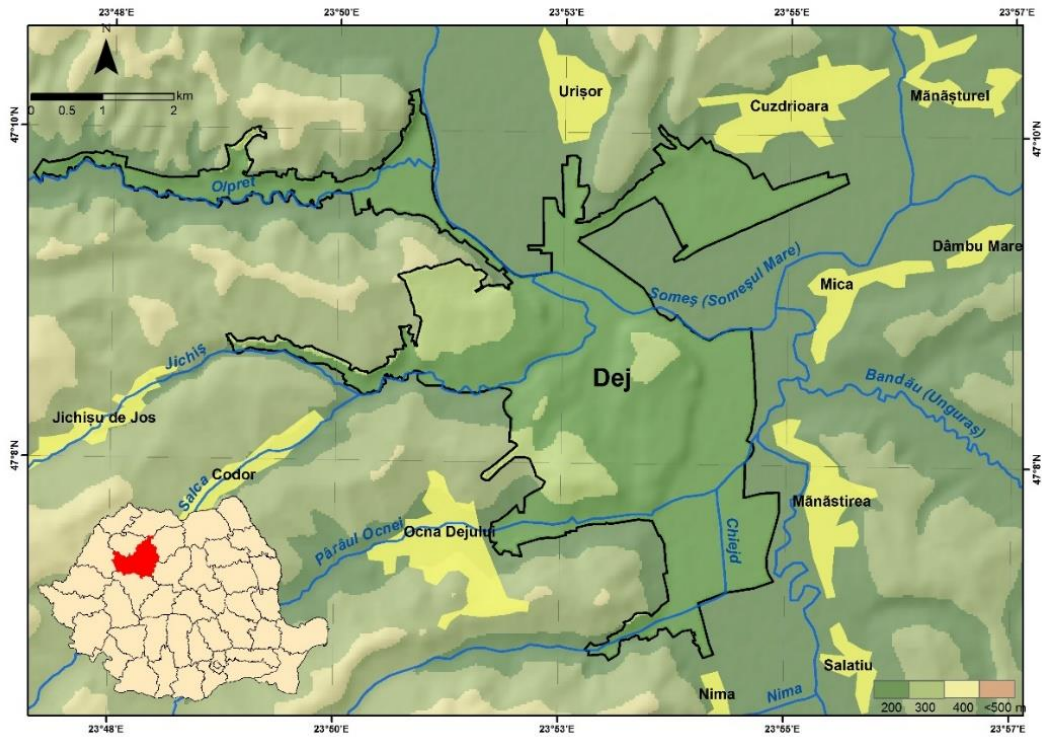 23°48'E 23°50'E 23°53'E 23°55'E 23°57'E
N
0 0.5 1 2 km
Urișor
Cuzdrioara
Mănășturel
47°10'N
47°10'N
Olpret
Dâmbu Mare
Mica
Someș (Someșul Mare)
Jichiș
Dej
Bandău (Unguraș)
Jichișu de Jos
47°8'N
47°8'N
Codor
Salca
Mănăstirea
Ocna Dejului
Chiejd
Părâul Ocnei
Șalatiu
Nima
Nima
200 300 400 <500 m
23°48'E 23°50'E 23°53'E 23°55'E 23°57'E